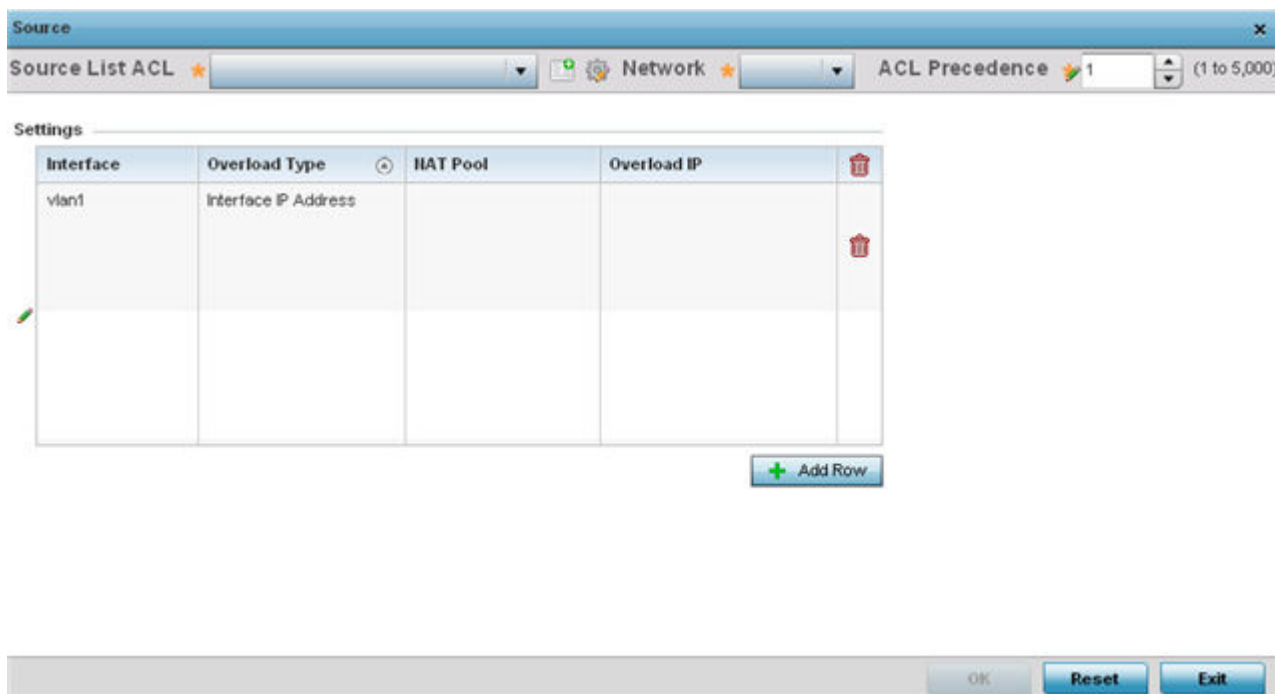 Source
Source List ACL Network ACL Precedence 1 (1 to 5,000)
Settings
Interface Overload Type NAT Pool Overload IP
vlan1 Interface IP Address
Add Row
OK Reset Exit